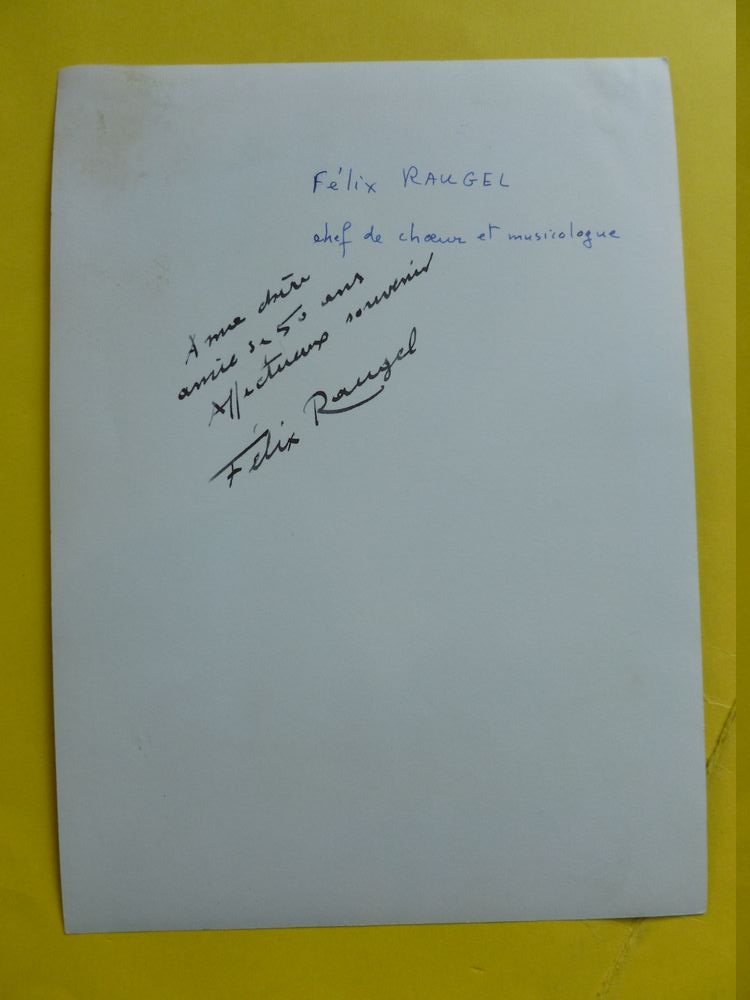 Félix RAUGEL
chef de chœur et musicologue
A ma chère
amie de 50 ans
Affectueux souvenir
Félix Raugel